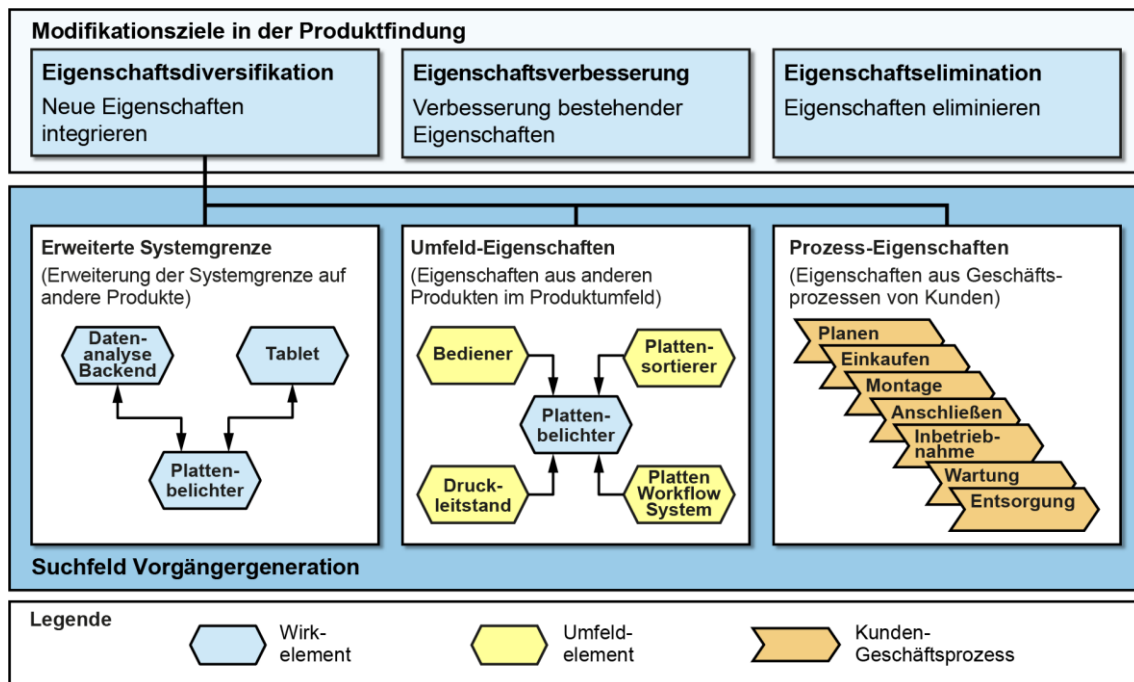 Modifikationsziele in der Produktfindung
Eigenschaftsdiversifikation
Neue Eigenschaften
integrieren
Eigenschaftsverbesserung
Verbesserung bestehender
Eigenschaften
Eigenschaftselimination
Eigenschaften eliminieren
Erweiterte Systemgrenze
(Erweiterung der Systemgrenze auf
andere Produkte)
Daten-
analyse
Backend
Tablet
Platten-
belichter
Umfeld-Eigenschaften
(Eigenschaften aus anderen
Produkten im Produktumfeld)
Bediener
Platten-
sortierer
Platten-
belichter
Druck-
leitstand
Platten
Workflow
System
Prozess-Eigenschaften
(Eigenschaften aus Geschäfts-
prozessen von Kunden)
Planen
Einkaufen
Montage
Anschließen
Inbetrieb-
nahme
Wartung
Entsorgung
Suchfeld Vorgängergeneration
Legende
Wirk-
element
Umfeld-
element
Kunden-
Geschäftsprozess